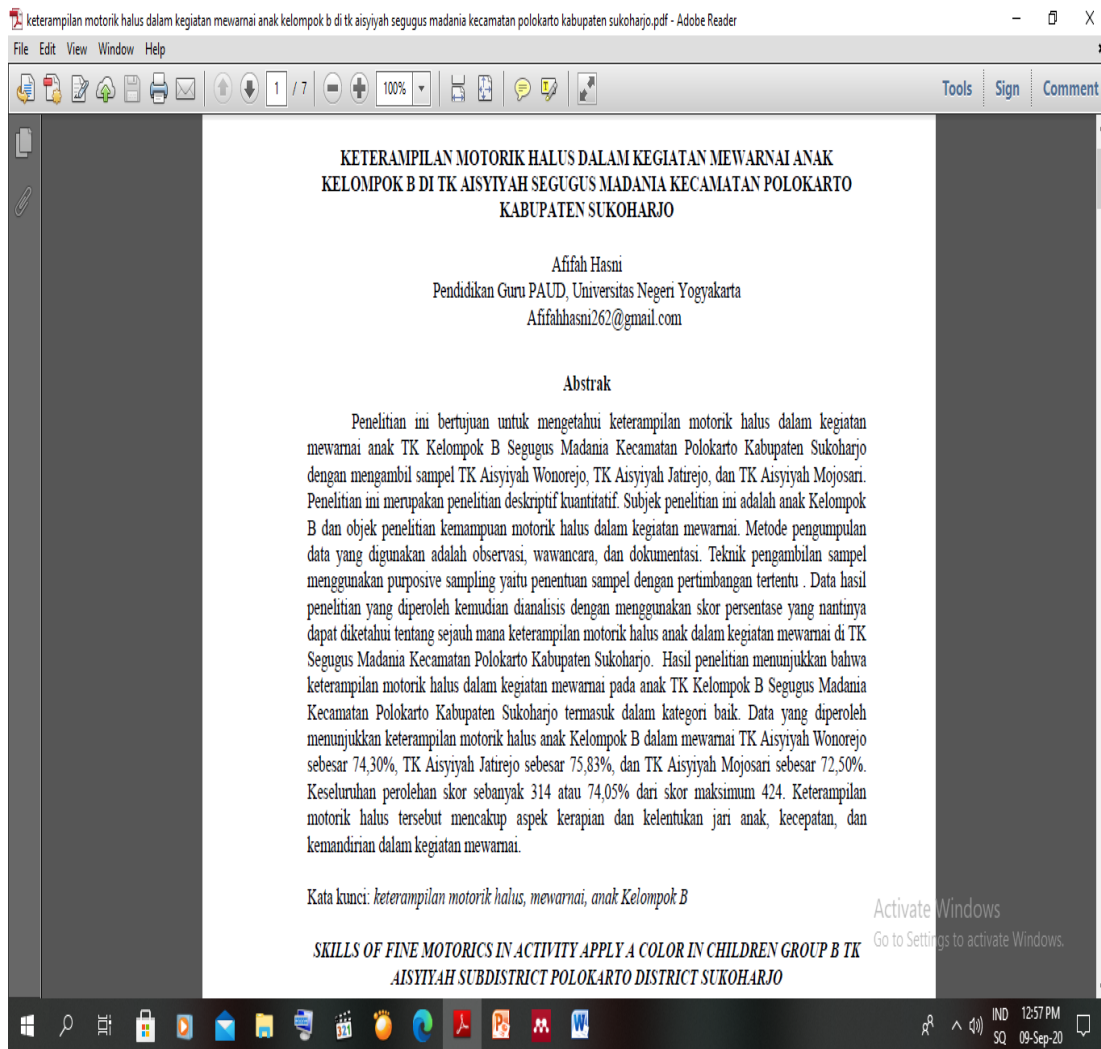 keterampilan motorik halus dalam kegiatan mewarnai anak kelompok b di tk aisyiyah segugus madania kecamatan polokarto kabupaten sukoharjo.pdf - Adobe Reader
File Edit View Window Help
1 / 7 100% Tools Sign Comment
KETERAMPILAN MOTORIK HALUS DALAM KEGIATAN MEWARNAI ANAK
KELOMPOK B DI TK AISYIYAH SEGUGUS MADANIA KECAMATAN POLOKARTO
KABUPATEN SUKOHARJO
Afifah Hasni
Pendidikan Guru PAUD, Universitas Negeri Yogyakarta
Afifahhasni262@gmail.com
Abstrak
Penelitian ini bertujuan untuk mengetahui keterampilan motorik halus dalam kegiatan
mewarnai anak TK Kelompok B Segugus Madania Kecamatan Polokarto Kabupaten Sukoharjo
dengan mengambil sampel TK Aisyiyah Wonorejo, TK Aisyiyah Jatirejo, dan TK Aisyiyah Mojosari.
Penelitian ini merupakan penelitian deskriptif kuantitatif. Subjek penelitian ini adalah anak Kelompok
B dan objek penelitian kemampuan motorik halus dalam kegiatan mewarnai. Metode pengumpulan
data yang digunakan adalah observasi, wawancara, dan dokumentasi. Teknik pengambilan sampel
menggunakan purposive sampling yaitu penentuan sampel dengan pertimbangan tertentu . Data hasil
penelitian yang diperoleh kemudian dianalisis dengan menggunakan skor persentase yang nantinya
dapat diketahui tentang sejauh mana keterampilan motorik halus anak dalam kegiatan mewarnai di TK
Segugus Madania Kecamatan Polokarto Kabupaten Sukoharjo. Hasil penelitian menunjukkan bahwa
keterampilan motorik halus dalam kegiatan mewarnai pada anak TK Kelompok B Segugus Madania
Kecamatan Polokarto Kabupaten Sukoharjo termasuk dalam kategori baik. Data yang diperoleh
menunjukkan keterampilan motorik halus anak Kelompok B dalam mewarnai TK Aisyiyah Wonorejo
sebesar 74,30%, TK Aisyiyah Jatirejo sebesar 75,83%, dan TK Aisyiyah Mojosari sebesar 72,50%.
Keseluruhan perolehan skor sebanyak 314 atau 74,05% dari skor maksimum 424. Keterampilan
motorik halus tersebut mencakup aspek kerapian dan kelentukan jari anak, kecepatan, dan
kemandirian dalam kegiatan mewarnai.
Kata kunci: keterampilan motorik halus, mewarnai, anak Kelompok B
SKILLS OF FINE MOTORICS IN ACTIVITY APPLY A COLOR IN CHILDREN GROUP B TK
AISYIYAH SUBDISTRICT POLOKARTO DISTRICT SUKOHARJO
Activate Windows
Go to Settings to activate Windows.
321
IND 12:57 PM
SQ 09-Sep-20